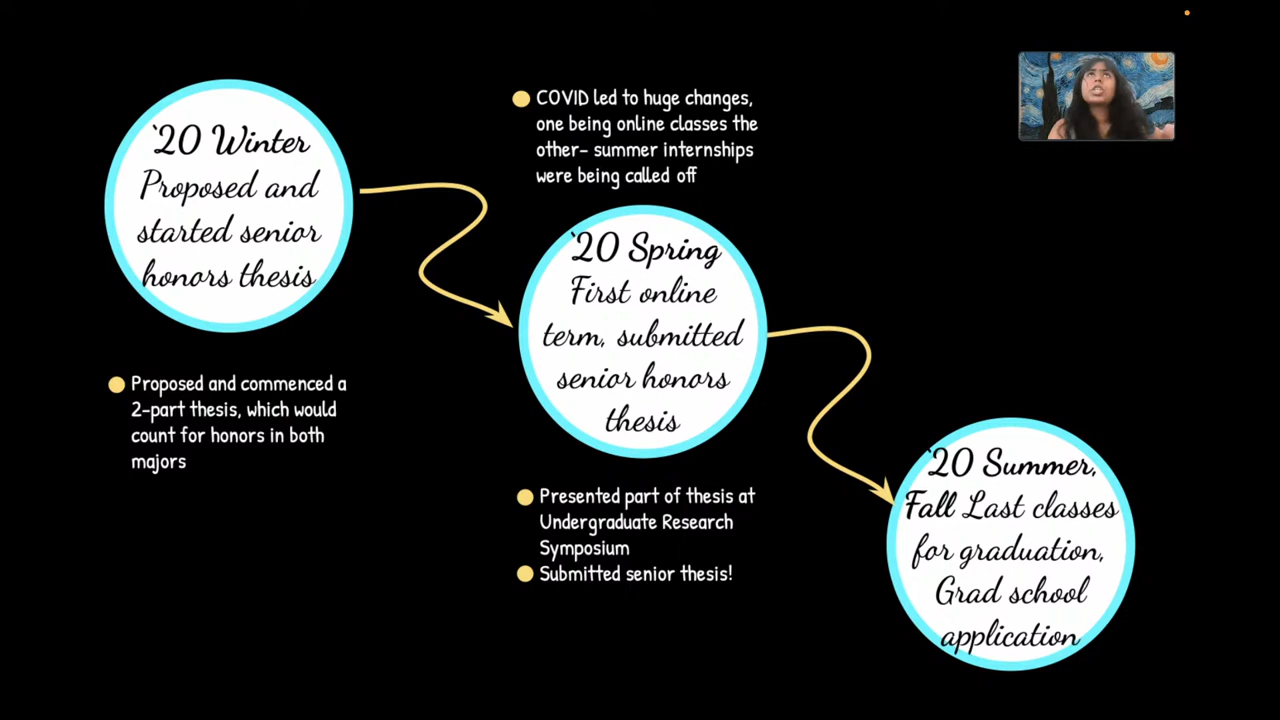 `20 Winter
Proposed and
started senior
honors thesis
Proposed and commenced a
2-part thesis, which would
count for honors in both
majors
COVID led to huge changes,
one being online classes the
other- summer internships
were being called off
`20 Spring
First online
term, submitted
senior honors
thesis
Presented part of thesis at
Undergraduate Research
Symposium
Submitted senior thesis!
`20 Summer,
Fall Last classes
for graduation,
Grad school
application